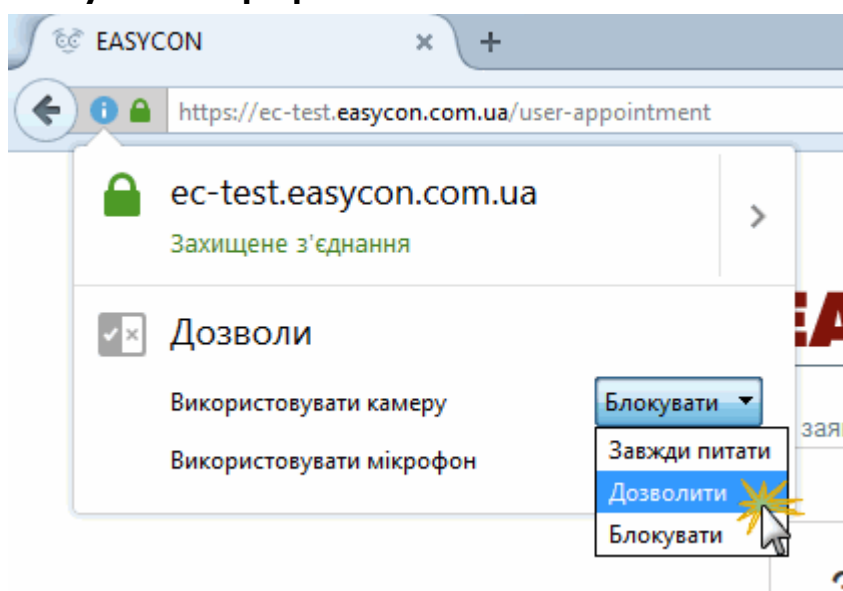 EASYCON
https://ec-test.easycon.com.ua/user-appointment
ec-test.easycon.com.ua
Захищене з'єднання
Дозволи
Використовувати камеру Блокувати
Використовувати мікрофон Завжди питати
Дозволити
Блокувати